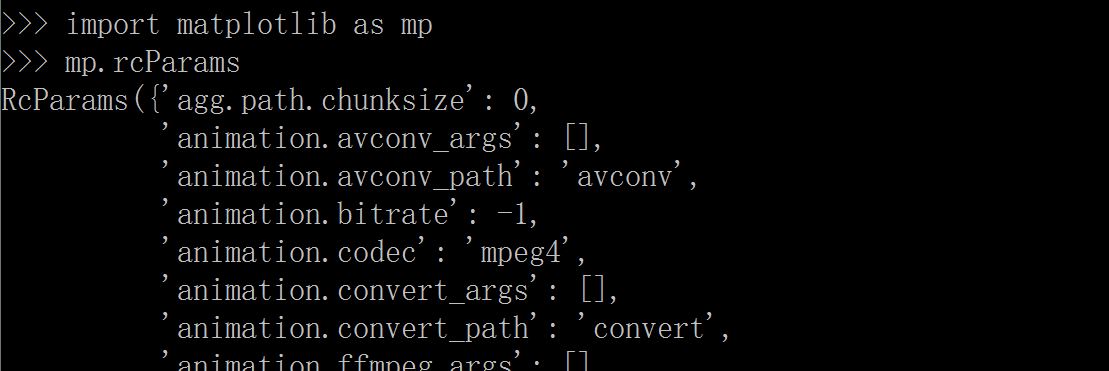 >>> import matplotlib as mp
>>> mp.rcParams
RcParams({'agg.path.chunksize': 0,
          'animation.avconv_args': [],
          'animation.avconv_path': 'avconv',
          'animation.bitrate': -1,
          'animation.codec': 'mpeg4',
          'animation.convert_args': [],
          'animation.convert_path': 'convert',
          'animation.ffmpeg_args': []